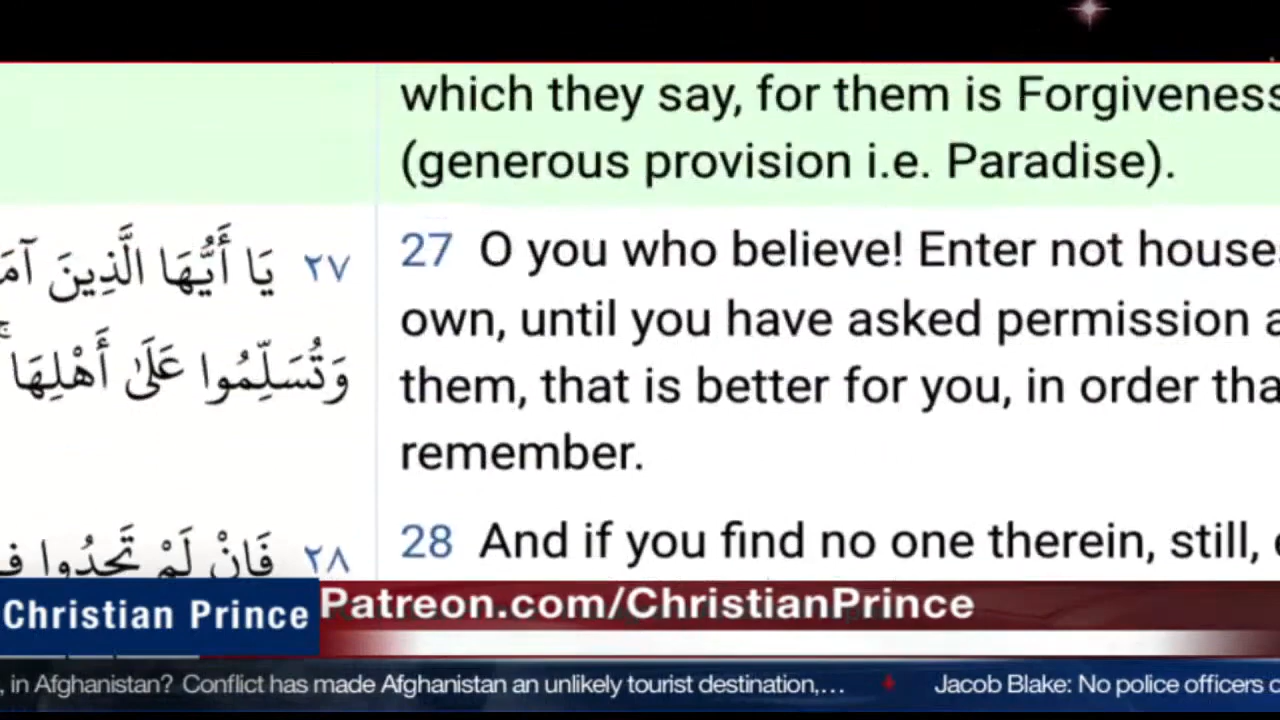 which they say, for them is Forgiveness
(generous provision i.e. Paradise).
٢٧ يَا أَيُّهَا الَّذِينَ
27 O you who believe! Enter not houses
own, until you have asked permission
وَتُسَلِّمُوا عَلَىٰ أَهْلِهَا ۚ
them, that is better for you, in order
remember.
٢٨ فَإِنْ لَمْ تَجِدُوا
28 And if you find no one therein, still,
Christian Prince
Patreon.com/ChristianPrince
, in Afghanistan? Conflict has made Afghanistan an unlikely tourist destination,…
Jacob Blake: No police officers